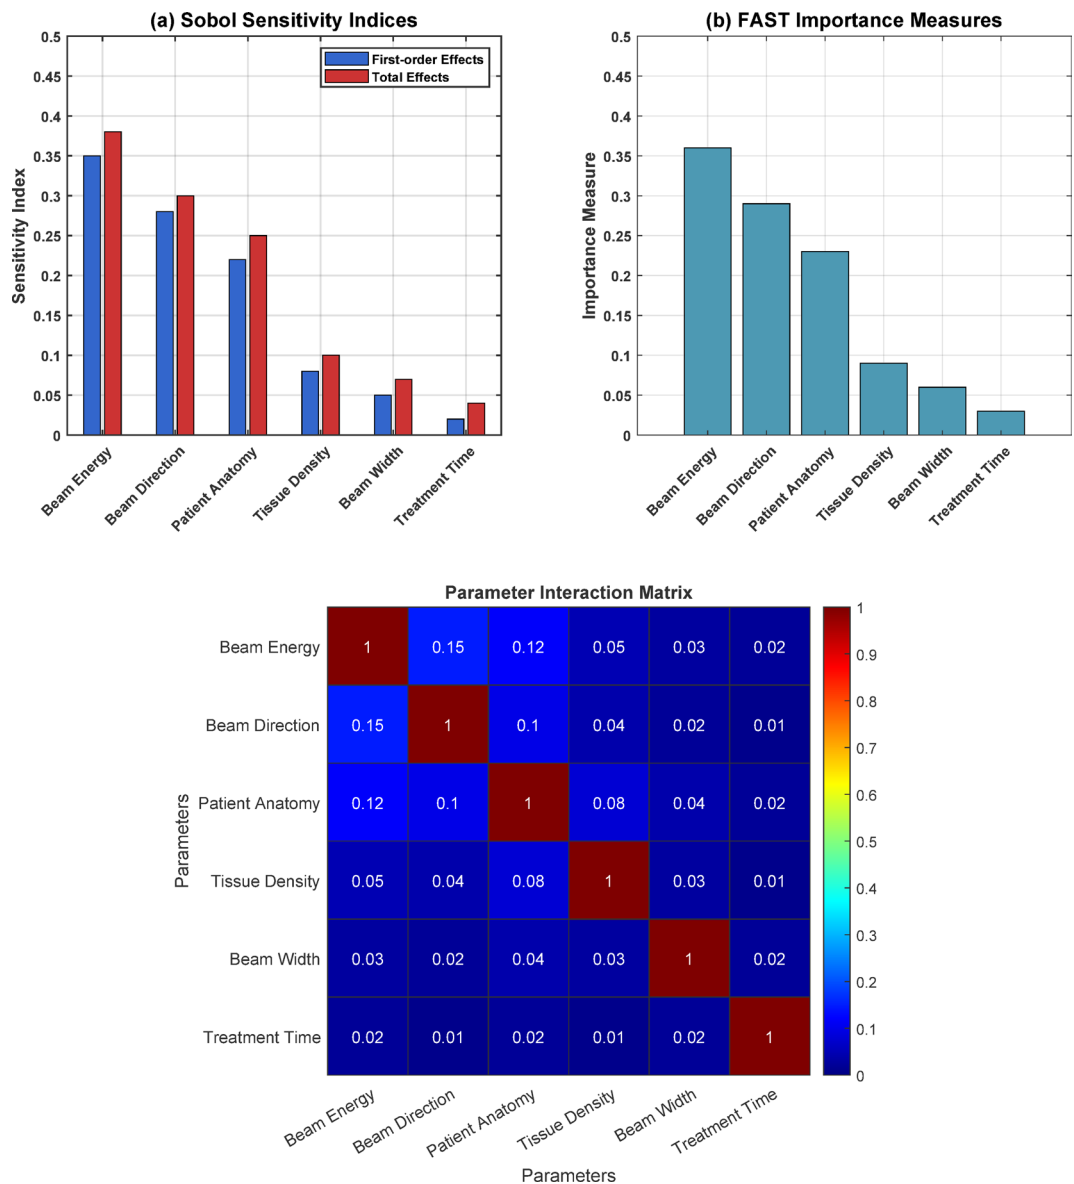 (a) Sobol Sensitivity Indices
Sensitivity Index
0.5
0.45
0.4
0.35
0.3
0.25
0.2
0.15
0.1
0.05
0
First-order Effects
Total Effects
Beam Energy
Beam Direction
Patient Anatomy
Tissue Density
Beam Width
Treatment Time
(b) FAST Importance Measures
Importance Measure
0.5
0.45
0.4
0.35
0.3
0.25
0.2
0.15
0.1
0.05
0
Beam Energy
Beam Direction
Patient Anatomy
Tissue Density
Beam Width
Treatment Time
Parameter Interaction Matrix
Parameters
Beam Energy 1 0.15 0.12 0.05 0.03 0.02
Beam Direction 0.15 1 0.1 0.04 0.02 0.01
Patient Anatomy 0.12 0.1 1 0.08 0.04 0.02
Tissue Density 0.05 0.04 0.08 1 0.03 0.01
Beam Width 0.03 0.02 0.04 0.03 1 0.02
Treatment Time 0.02 0.01 0.02 0.01 0.02 1
Beam Energy
Beam Direction
Patient Anatomy
Tissue Density
Beam Width
Treatment Time
Parameters
1
0.9
0.8
0.7
0.6
0.5
0.4
0.3
0.2
0.1
0